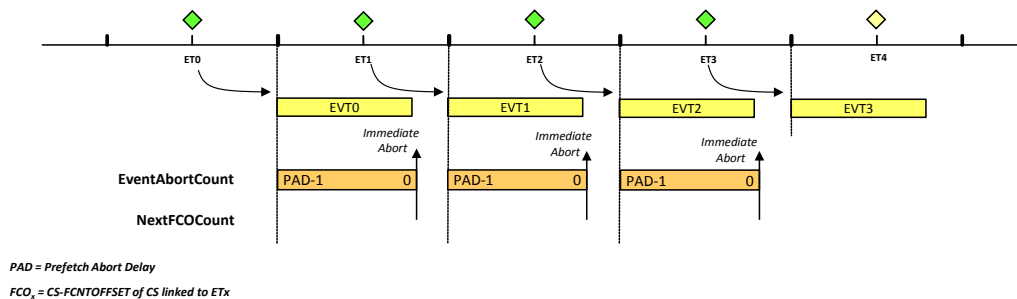 ET0 ET1 ET2 ET3 ET4
EVT0 EVT1 EVT2 EVT3
Immediate Abort Immediate Abort Immediate Abort
EventAbortCount PAD-1 0 PAD-1 0 PAD-1 0
NextFCOCount
PAD = Prefetch Abort Delay
FCOx = CS-FCNTOFFSET of CS linked to ETx